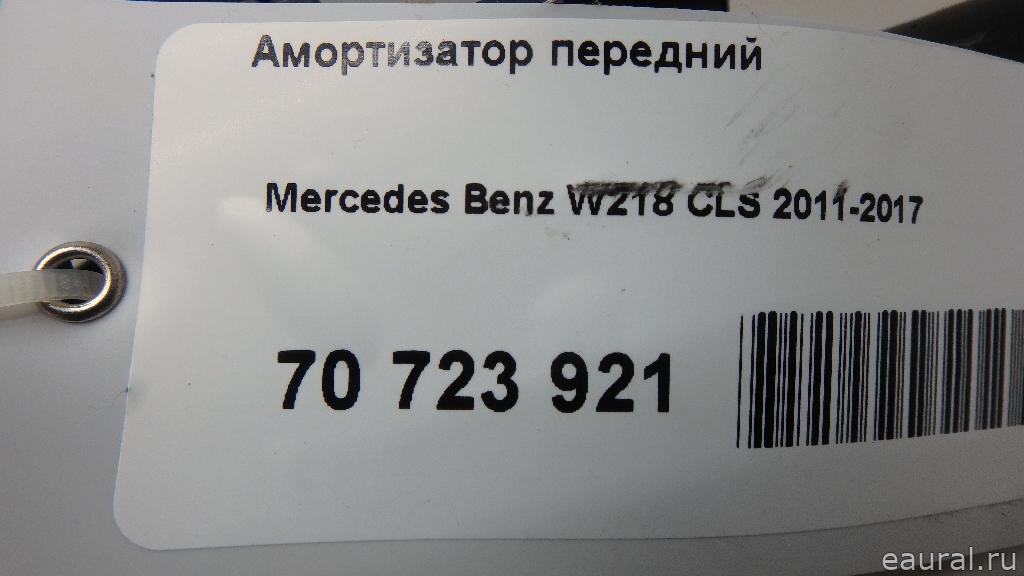 Амортизатор передний
Mercedes Benz W218 CLS 2011-2017
70 723 921
eaural.ru